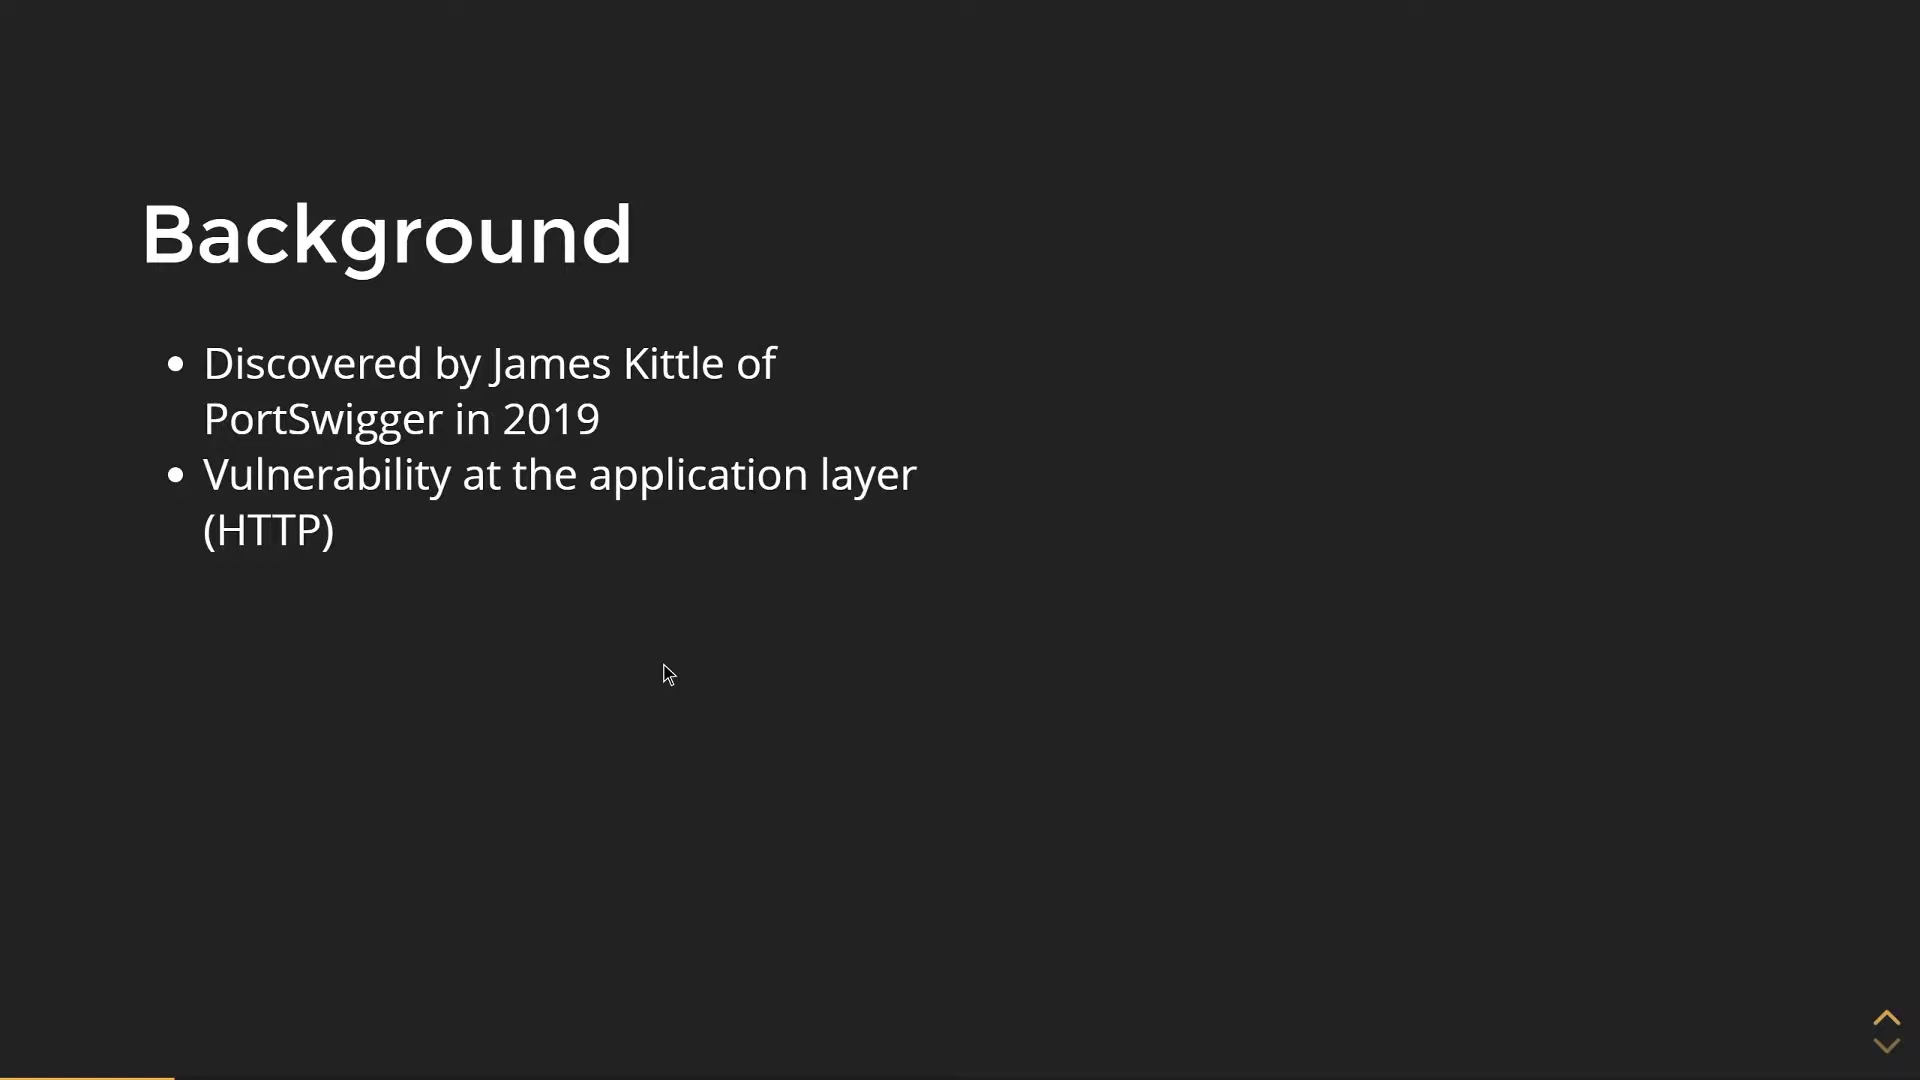 Background
Discovered by James Kittle of
PortSwigger in 2019
Vulnerability at the application layer
(HTTP)